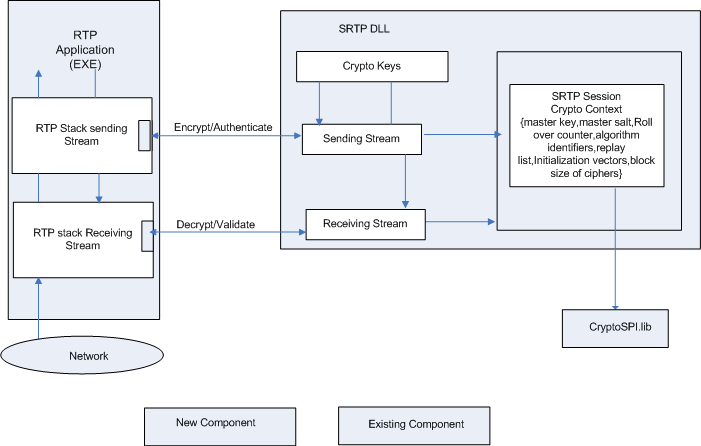 RTP
Application
(EXE)
RTP Stack sending
Stream
RTP stack Receiving
Stream
Network
Encrypt/Authenticate
Decrypt/Validate
SRTP DLL
Crypto Keys
Sending Stream
Receiving Stream
SRTP Session
Crypto Context
{master key,master salt,Roll
over counter,algorithm
identifiers,replay
list,Initialization vectors,block
size of ciphers}
CryptoSPI.lib
New Component
Existing Component